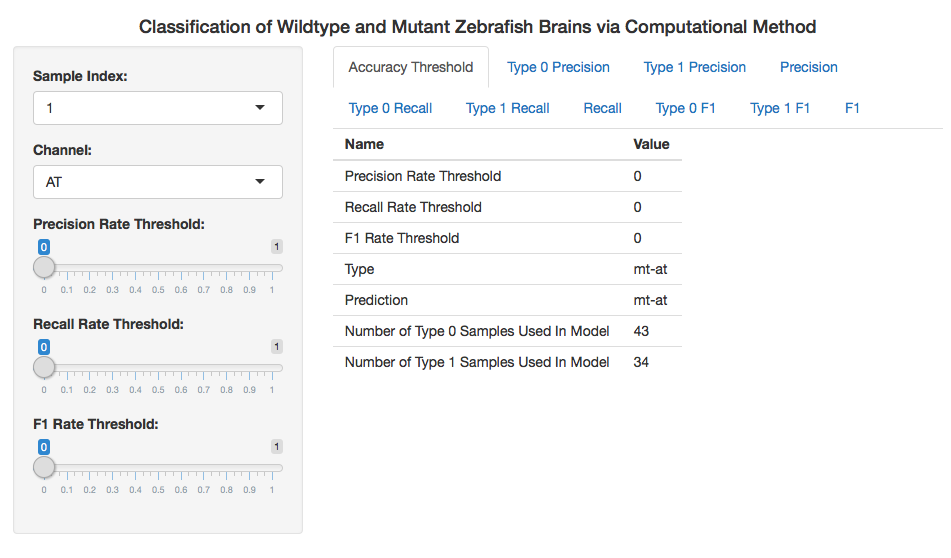 Classification of Wildtype and Mutant Zebrafish Brains via Computational Method
Sample Index:
1
Channel:
AT
Precision Rate Threshold:
0 1
0 0.1 0.2 0.3 0.4 0.5 0.6 0.7 0.8 0.9 1
Recall Rate Threshold:
0 1
0 0.1 0.2 0.3 0.4 0.5 0.6 0.7 0.8 0.9 1
F1 Rate Threshold:
0 1
0 0.1 0.2 0.3 0.4 0.5 0.6 0.7 0.8 0.9 1
Accuracy Threshold Type 0 Precision Type 1 Precision Precision
Type 0 Recall Type 1 Recall Recall Type 0 F1 Type 1 F1 F1
Name Value
Precision Rate Threshold 0
Recall Rate Threshold 0
F1 Rate Threshold 0
Type mt-at
Prediction mt-at
Number of Type 0 Samples Used In Model 43
Number of Type 1 Samples Used In Model 34